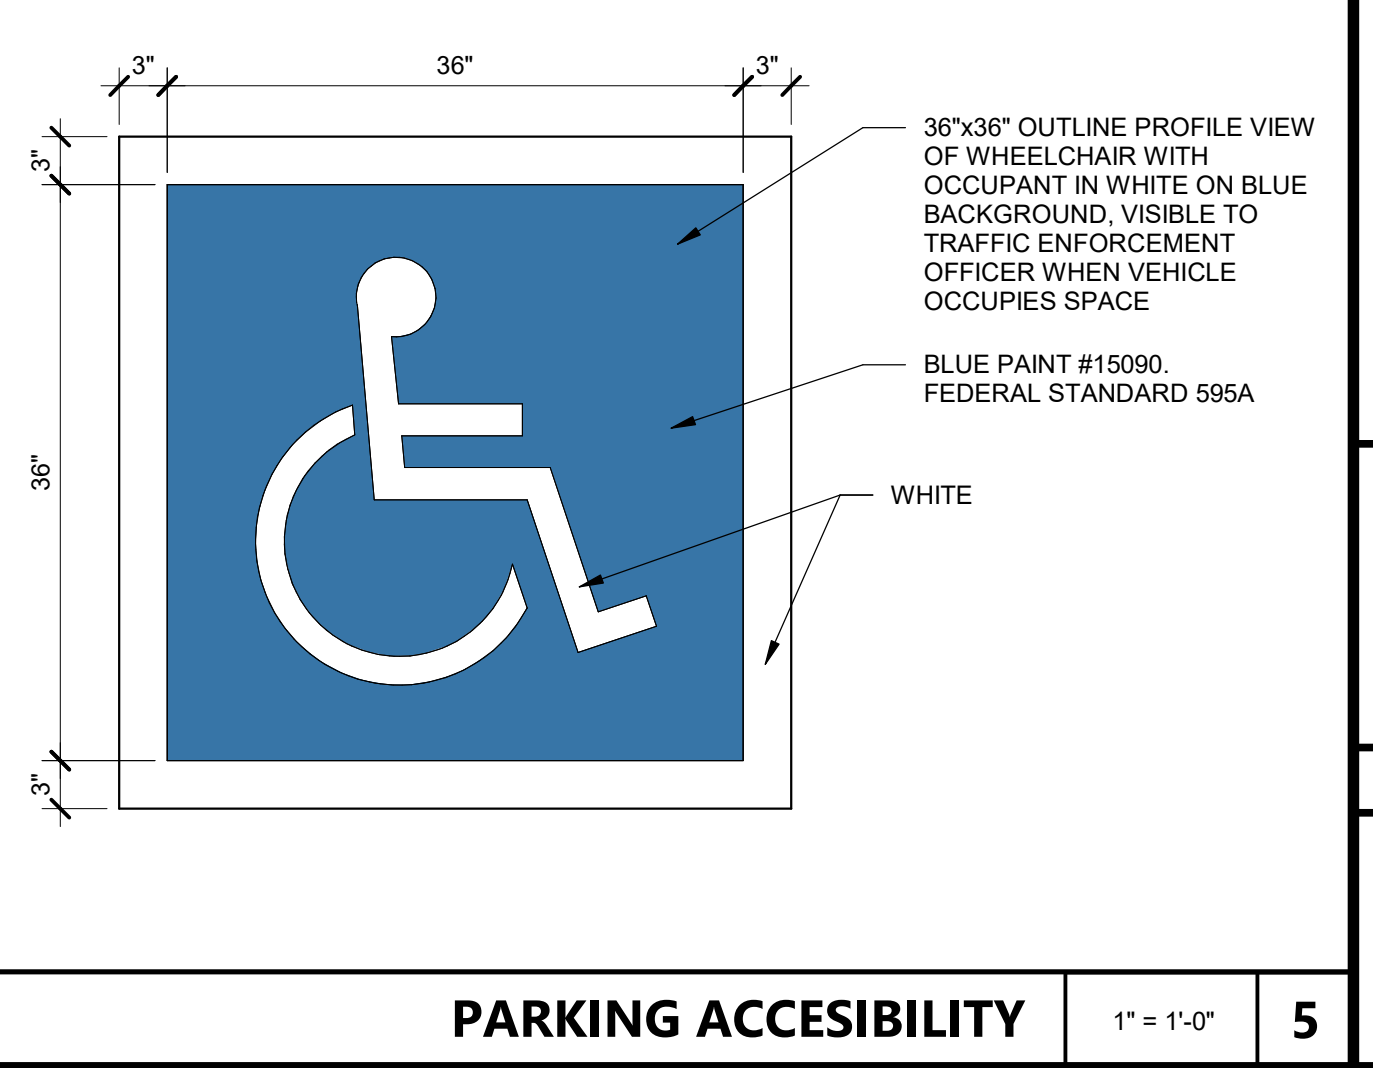 3"
36"
3"
3"
36"
3"
36"x36" OUTLINE PROFILE VIEW
OF WHEELCHAIR WITH
OCCUPANT IN WHITE ON BLUE
BACKGROUND, VISIBLE TO
TRAFFIC ENFORCEMENT
OFFICER WHEN VEHICLE
OCCUPIES SPACE
BLUE PAINT #15090.
FEDERAL STANDARD 595A
WHITE
PARKING ACCESIBILITY
1" = 1'-0"
5